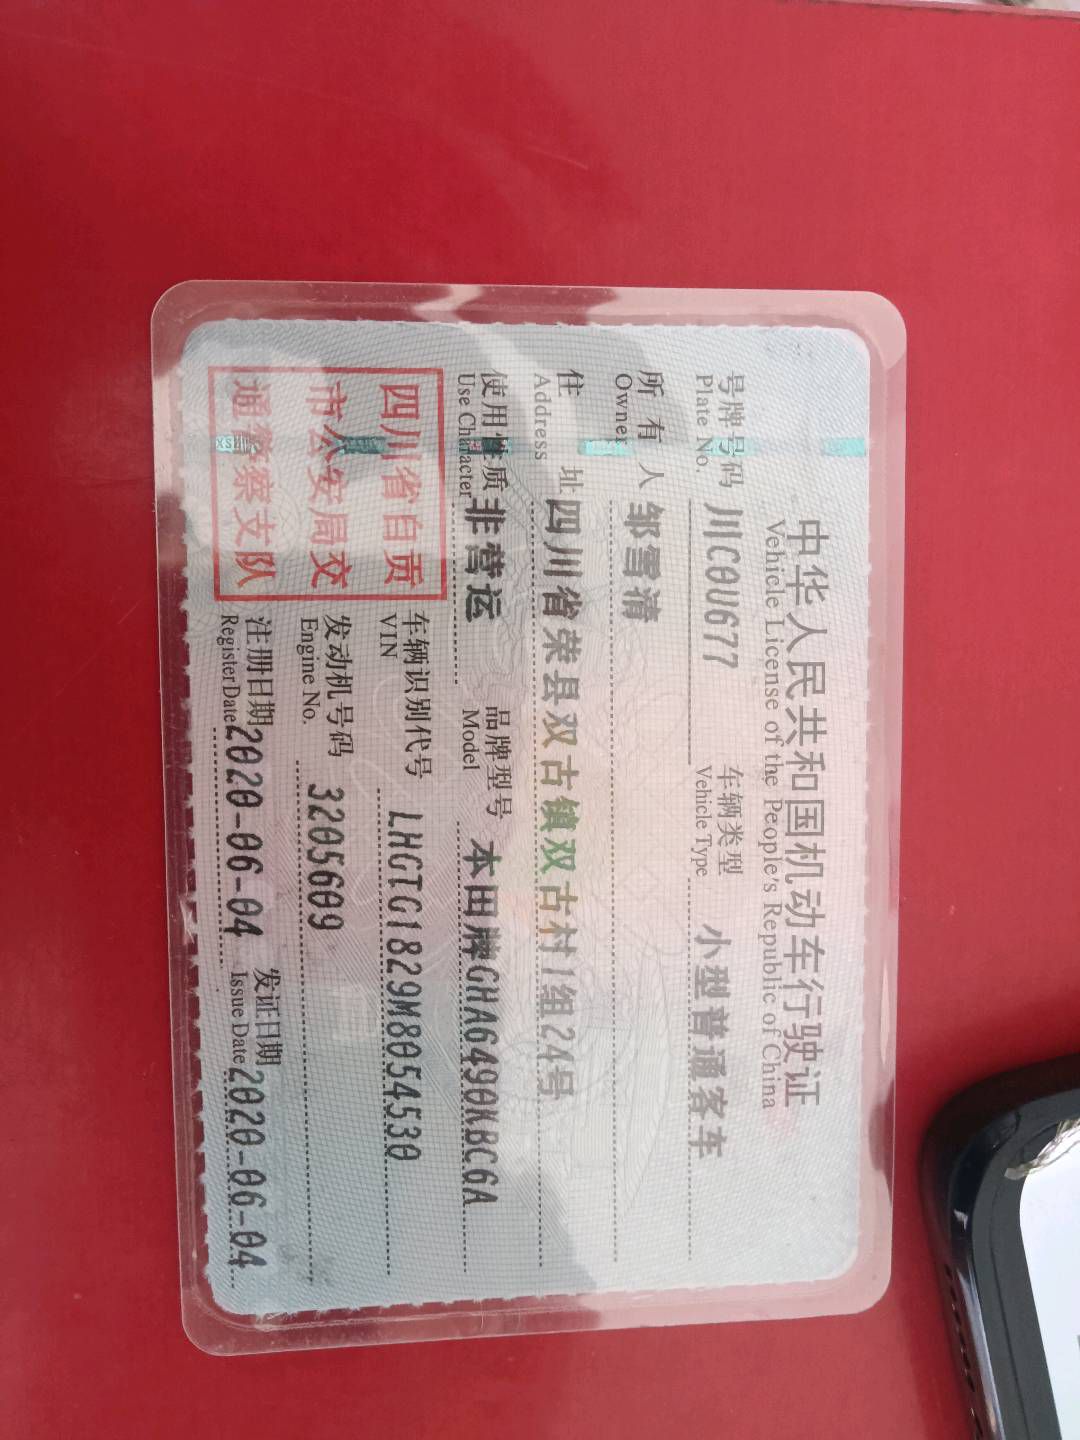 中华人民共和国机动车行驶证
Vehicle License of the People's Republic of China
号牌号码 川C0U677 车辆类型 小型普通客车
Plate No. Vehicle Type
所有人 邹雪清
Owner
住址 四川省荣县双古镇双古村1组24号
Address
使用性质 非营运 品牌型号 本田牌GHA6490KBC6A
Use Character Model
四川省自贡
市公安局交
通警察支队
车辆识别代号 LHGTG1829M8054530
VIN
发动机号码 3205609
Engine No.
注册日期 2020-06-04 发证日期 2020-06-04
Register Date Issue Date